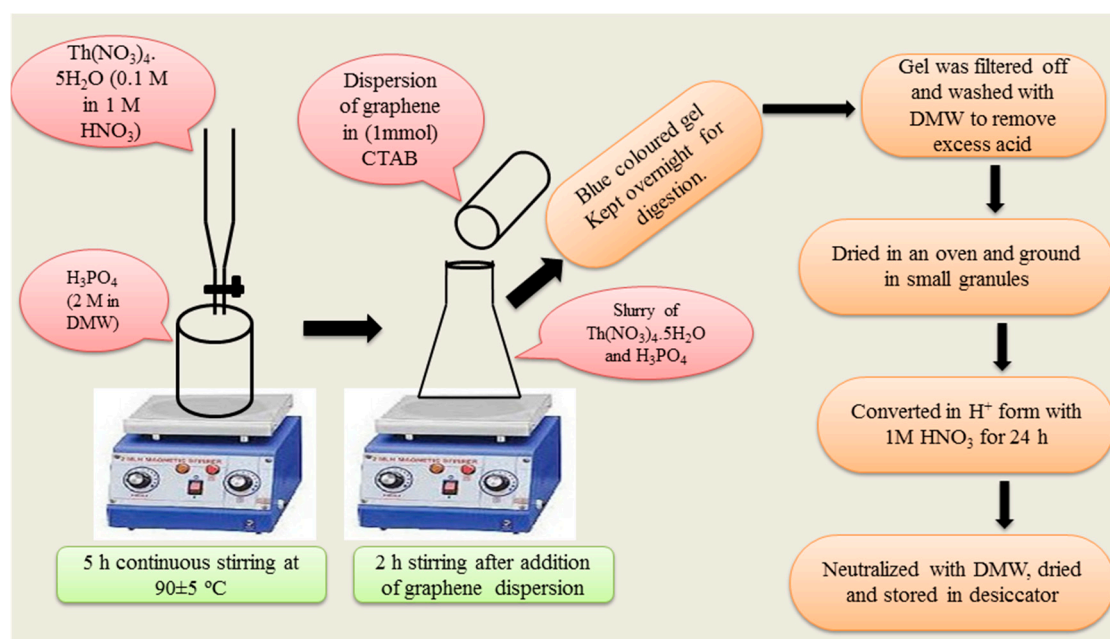 Th(NO₃)₄.
5H₂O (0.1 M
in 1 M
HNO₃)
H₃PO₄
(2 M in
DMW)
5 h continuous stirring at
90±5 ºC
Dispersion
of graphene
in (1mmol)
CTAB
Slurry of
Th(NO₃)₄.5H₂O
and H₃PO₄
2 h stirring after addition
of graphene dispersion
Blue coloured gel
Kept overnight for
digestion.
Gel was filtered off
and washed with
DMW to remove
excess acid
Dried in an oven and ground
in small granules
Converted in H⁺ form with
1M HNO₃ for 24 h
Neutralized with DMW, dried
and stored in desiccator
MAGNETIC STIRRER
MAGNETIC STIRRER